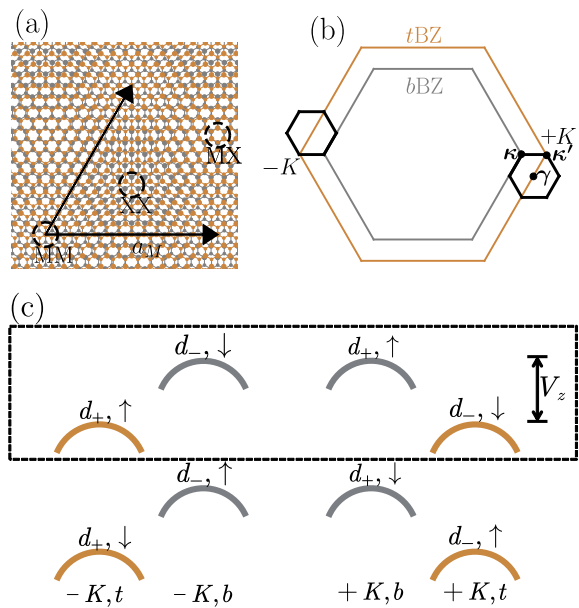 (a)
MX
XX
MM
a_M
(b)
tBZ
bBZ
+K
κ κ′
γ
−K
(c)
d_−, ↓ d_+, ↑
d_+, ↑ d_−, ↓ V_z
d_−, ↑ d_+, ↓
d_+, ↓ d_−, ↑
−K, t −K, b +K, b +K, t